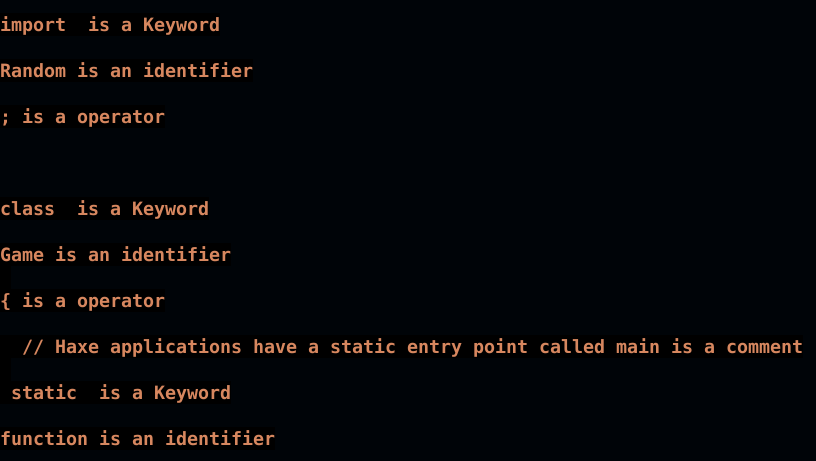 import  is a Keyword
Random is an identifier
; is a operator
class  is a Keyword
Game is an identifier
{ is a operator
  // Haxe applications have a static entry point called main is a comment
 static  is a Keyword
function is an identifier